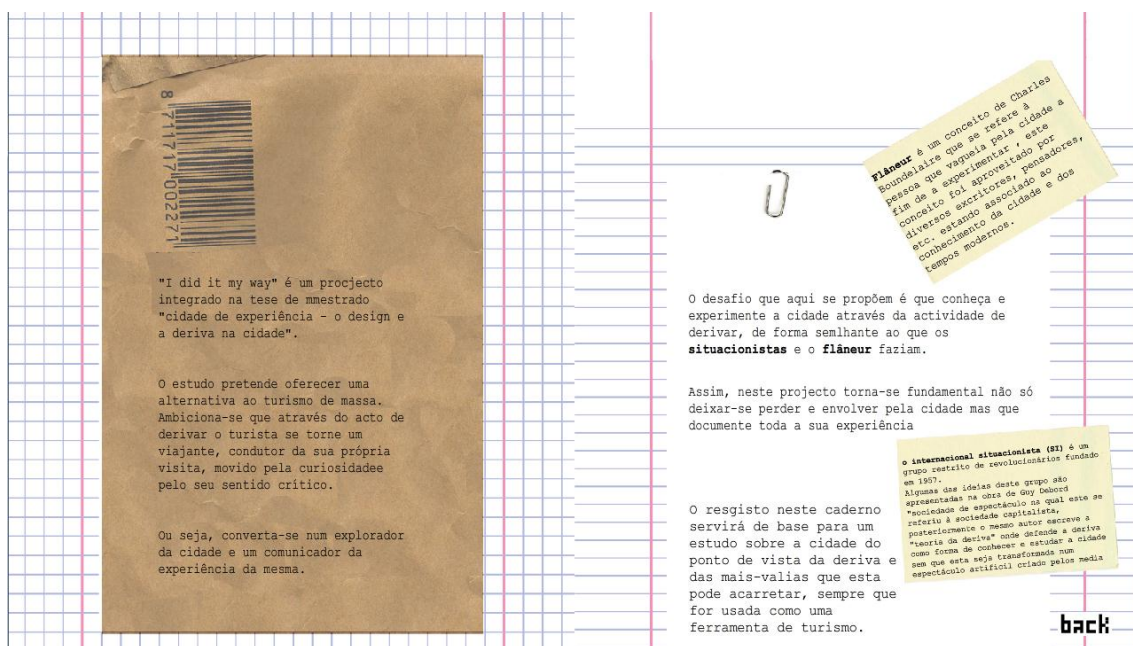 8 711717 002271
"I did it my way" é um procjecto
integrado na tese de mmestrado
"cidade de experiência - o design e
a deriva na cidade".
O estudo pretende oferecer uma
alternativa ao turismo de massa.
Ambiciona-se que através do acto de
derivar o turista se torne um
viajante, condutor da sua própria
visita, movido pela curiosidadee
pelo seu sentido crítico.
Ou seja, converta-se num explorador
da cidade e um comunicador da
experiência da mesma.
Flâneur é um conceito de Charles
Boundelaire que se refere à
pessoa que vagueia pela cidade a
fim de a experimentar , este
conceito foi aproveitado por
diversos excritores, pensadores,
etc. estando associado ao
conhecimento da cidade e dos
tempos modernos.
O desafio que aqui se propõem é que conheça e
experimente a cidade através da actividade de
derivar, de forma semlhante ao que os
situacionistas e o flâneur faziam.
Assim, neste projecto torna-se fundamental não só
deixar-se perder e envolver pela cidade mas que
documente toda a sua experiência
o internacional situacionista (SI) é um
grupo restrito de revolucionários fundado
em 1957.
Algumas das ideias deste grupo são
apresentadas na obra de Guy Debord
"sociedade de espectáculo na qual este se
referiu à sociedade capitalista,
posteriormente o mesmo autor escreve a
"teoria da deriva" onde defende a deriva
como forma de conhecer e estudar a cidade
sem que esta seja transformada num
espectáculo artificil criado pelos media
O resgisto neste caderno
servirá de base para um
estudo sobre a cidade do
ponto de vista da deriva e
das mais-valias que esta
pode acarretar, sempre que
for usada como uma
ferramenta de turismo.
back